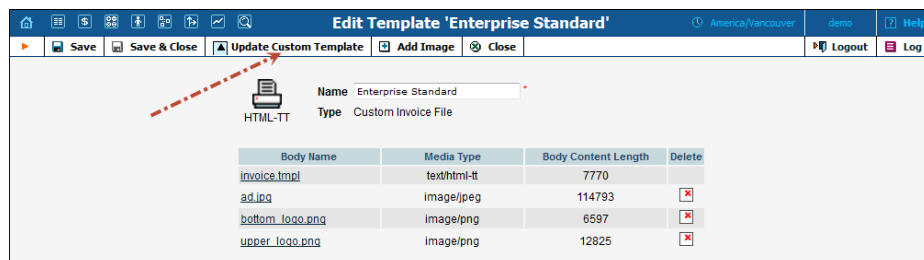 Edit Template 'Enterprise Standard' America/Vancouver demo ? Help
Save Save & Close Update Custom Template Add Image Close Logout Log
Name Enterprise Standard *
HTML-TT Type Custom Invoice File
Body Name Media Type Body Content Length Delete
invoice.tmpl text/html-tt 7770
ad.jpg image/jpeg 114793
bottom_logo.png image/png 6597
upper_logo.png image/png 12825